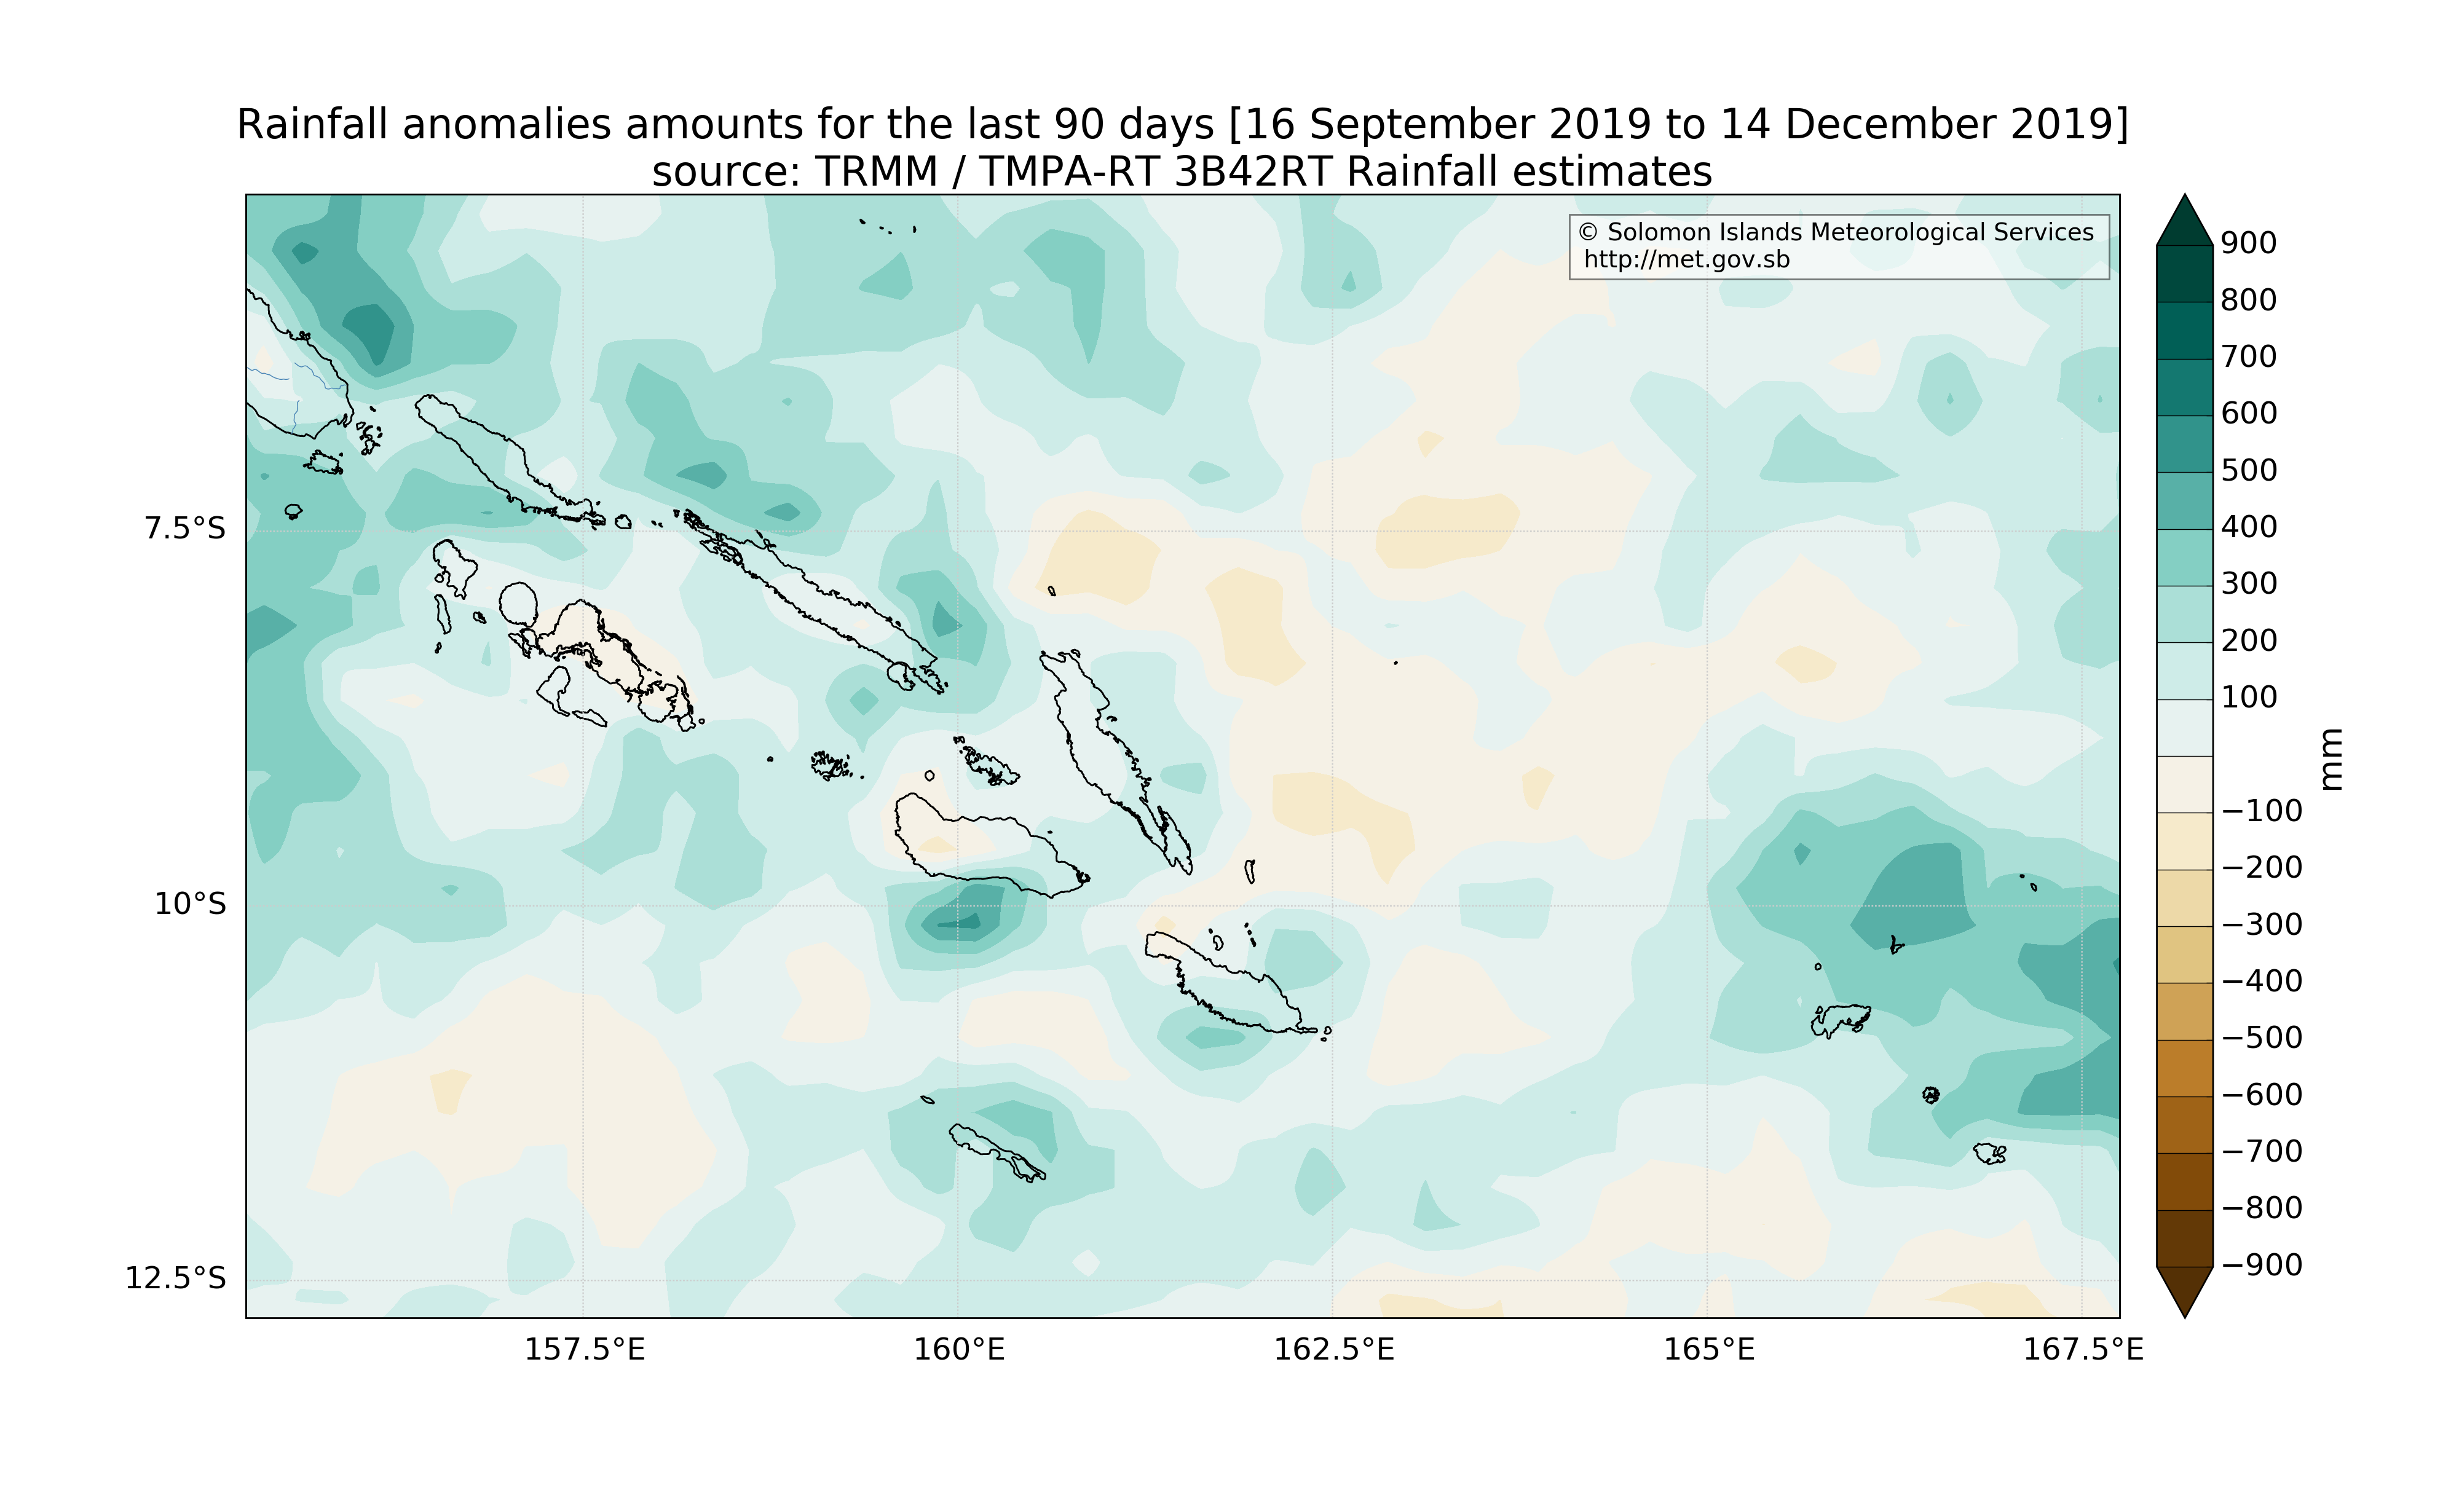 Rainfall anomalies amounts for the last 90 days [16 September 2019 to 14 December 2019]
source: TRMM / TMPA-RT 3B42RT Rainfall estimates
© Solomon Islands Meteorological Services
http://met.gov.sb
7.5°S
10°S
12.5°S
157.5°E
160°E
162.5°E
165°E
167.5°E
900
800
700
600
500
400
300
200
100
−100
−200
−300
−400
−500
−600
−700
−800
−900
mm